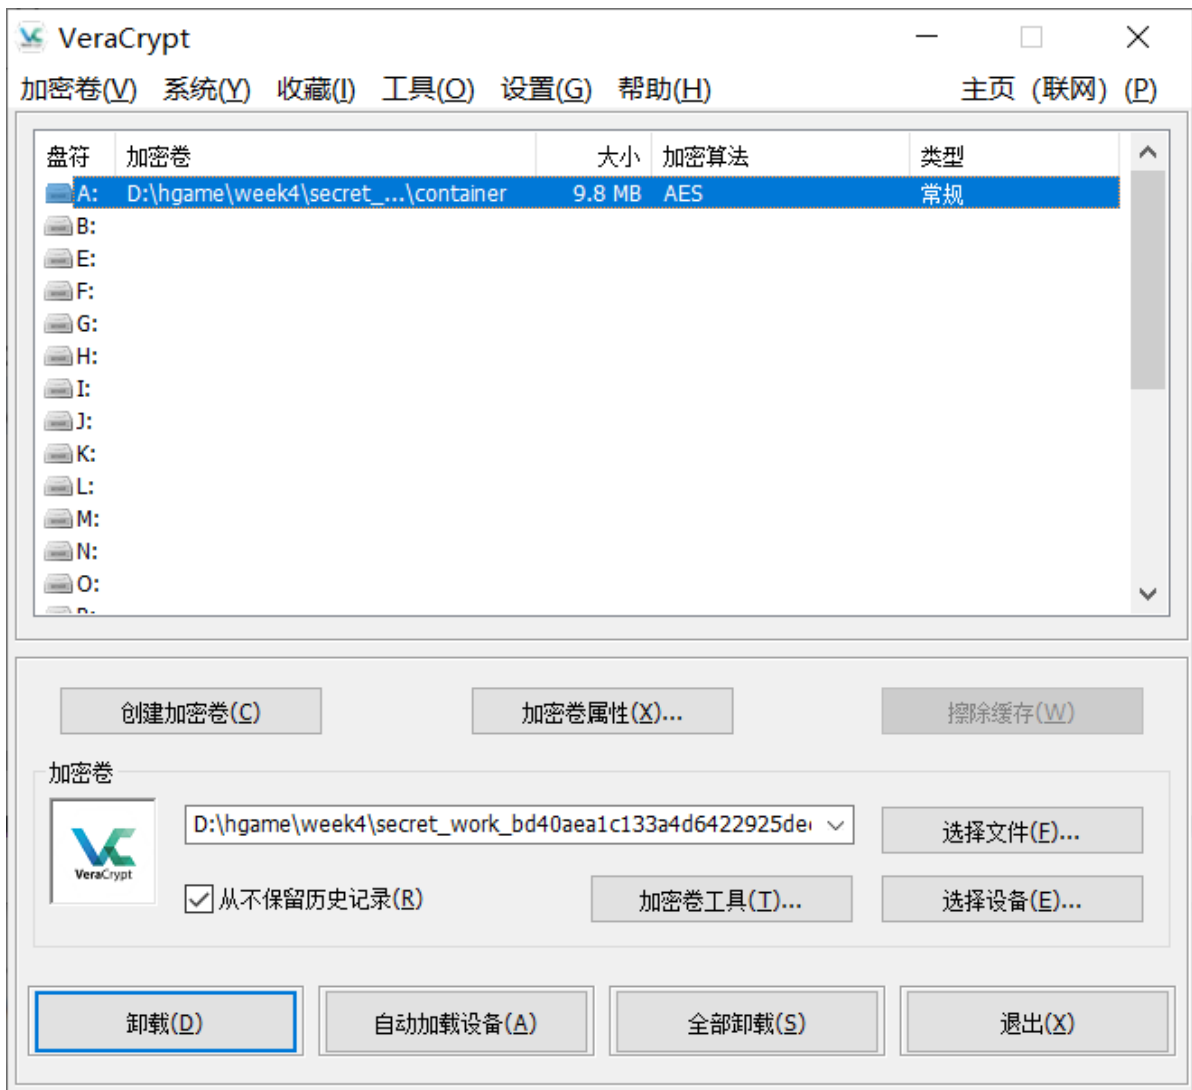 VeraCrypt
加密卷(V) 系统(Y) 收藏(I) 工具(O) 设置(G) 帮助(H) 主页 (联网) (P)
盘符 加密卷 大小 加密算法 类型
A: D:\hgame\week4\secret_...\container 9.8 MB AES 常规
B:
E:
F:
G:
H:
I:
J:
K:
L:
M:
N:
O:
创建加密卷(C) 加密卷属性(X)... 擦除缓存(W)
加密卷
VeraCrypt
D:\hgame\week4\secret_work_bd40aea1c133a4d6422925de 选择文件(F)...
从不保留历史记录(R) 加密卷工具(T)... 选择设备(E)...
卸载(D) 自动加载设备(A) 全部卸载(S) 退出(X)